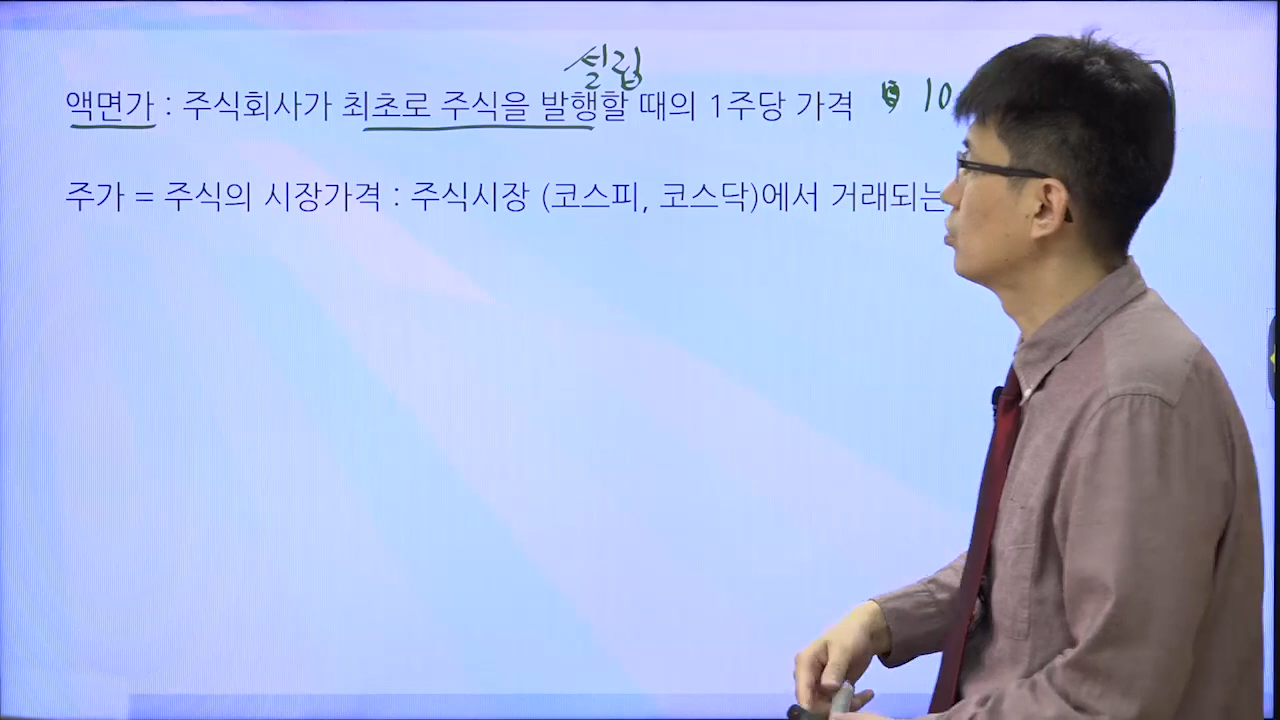 설립
액면가 : 주식회사가 최초로 주식을 발행할 때의 1주당 가격 10
주가 = 주식의 시장가격 : 주식시장 (코스피, 코스닥)에서 거래되는